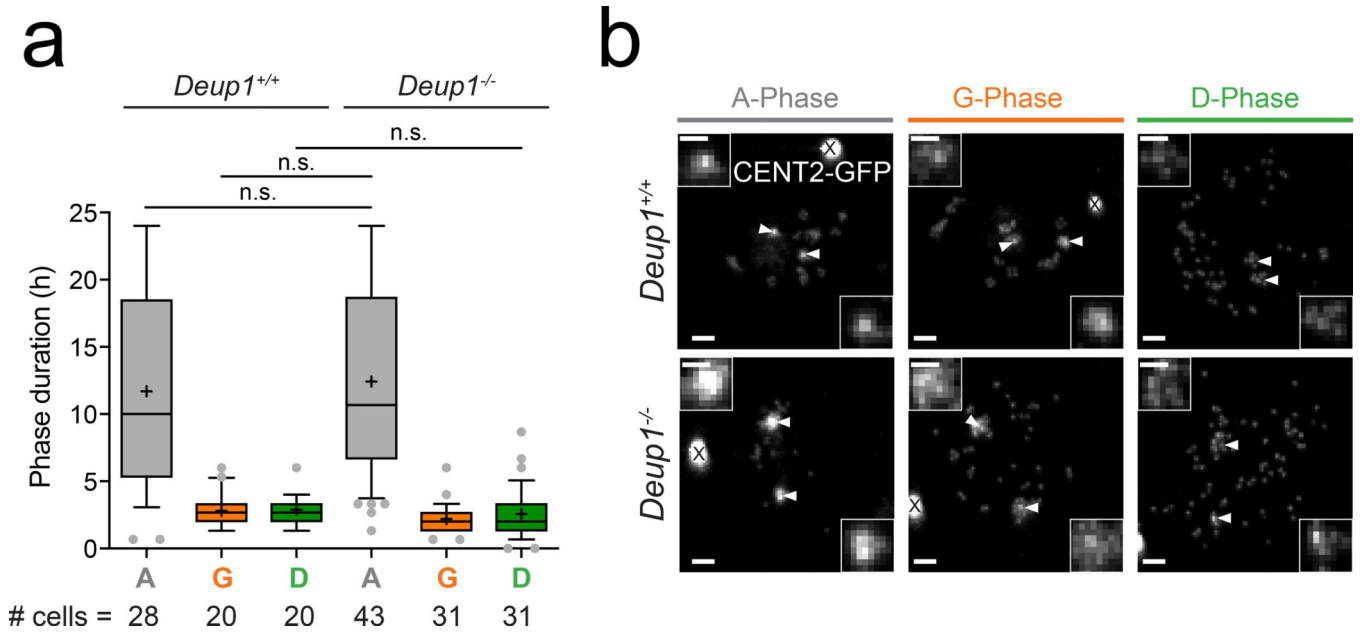 a
Deup1+/+ Deup1-/-
n.s.
n.s.
n.s.
Phase duration (h)
25
20
15
10
5
0
A G D A G D
# cells = 28 20 20 43 31 31
b
A-Phase G-Phase D-Phase
Deup1+/+
X
CENT2-GFP
X
Deup1-/-
X
X